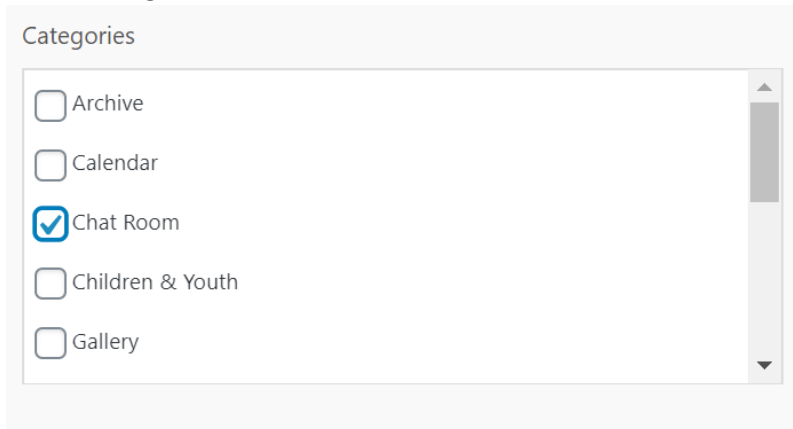 Categories
Archive
Calendar
Chat Room
Children & Youth
Gallery